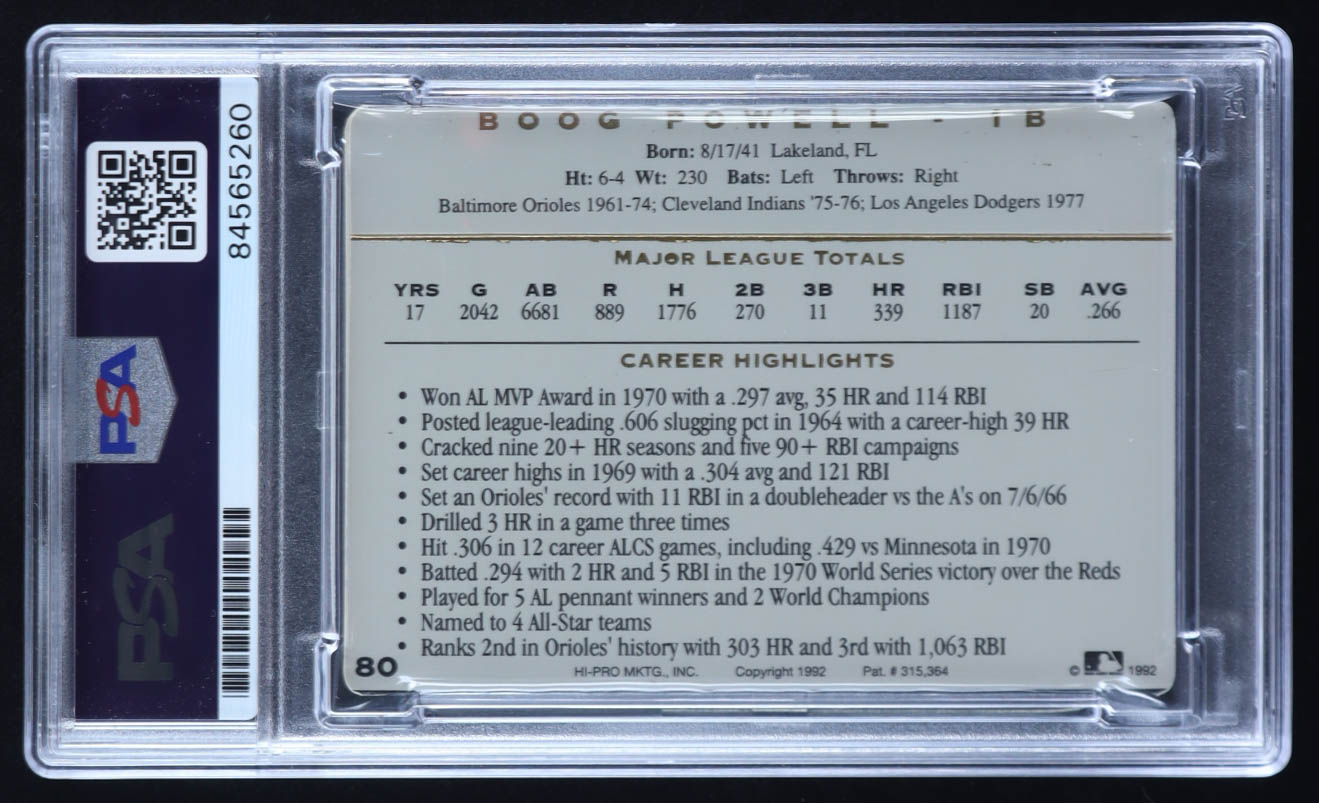 BOOG POWELL - 1B
Born: 8/17/41 Lakeland, FL
Ht: 6-4 Wt: 230 Bats: Left Throws: Right
Baltimore Orioles 1961-74; Cleveland Indians '75-76; Los Angeles Dodgers 1977
MAJOR LEAGUE TOTALS
YRS G AB R H 2B 3B HR RBI SB AVG
17 2042 6681 889 1776 270 11 339 1187 20 .266
CAREER HIGHLIGHTS
• Won AL MVP Award in 1970 with a .297 avg, 35 HR and 114 RBI
• Posted league-leading .606 slugging pct in 1964 with a career-high 39 HR
• Cracked nine 20+ HR seasons and five 90+ RBI campaigns
• Set career highs in 1969 with a .304 avg and 121 RBI
• Set an Orioles' record with 11 RBI in a doubleheader vs the A's on 7/6/66
• Drilled 3 HR in a game three times
• Hit .306 in 12 career ALCS games, including .429 vs Minnesota in 1970
• Batted .294 with 2 HR and 5 RBI in the 1970 World Series victory over the Reds
• Played for 5 AL pennant winners and 2 World Champions
• Named to 4 All-Star teams
• Ranks 2nd in Orioles' history with 303 HR and 3rd with 1,063 RBI
80 HI-PRO MKTG., INC. Copyright 1992 Pat. # 315,364 © 1992
84565260
PSA
PSA
PSA